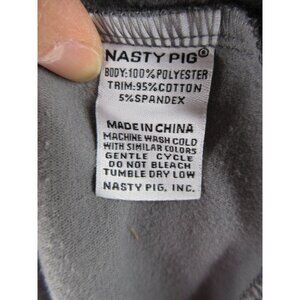 NASTY PIG®
BODY: 100% POLYESTER
TRIM: 95% COTTON
5% SPANDEX
MADE IN CHINA
MACHINE WASH COLD
WITH SIMILAR COLORS
GENTLE CYCLE
DO NOT BLEACH
TUMBLE DRY LOW
NASTY PIG, INC.